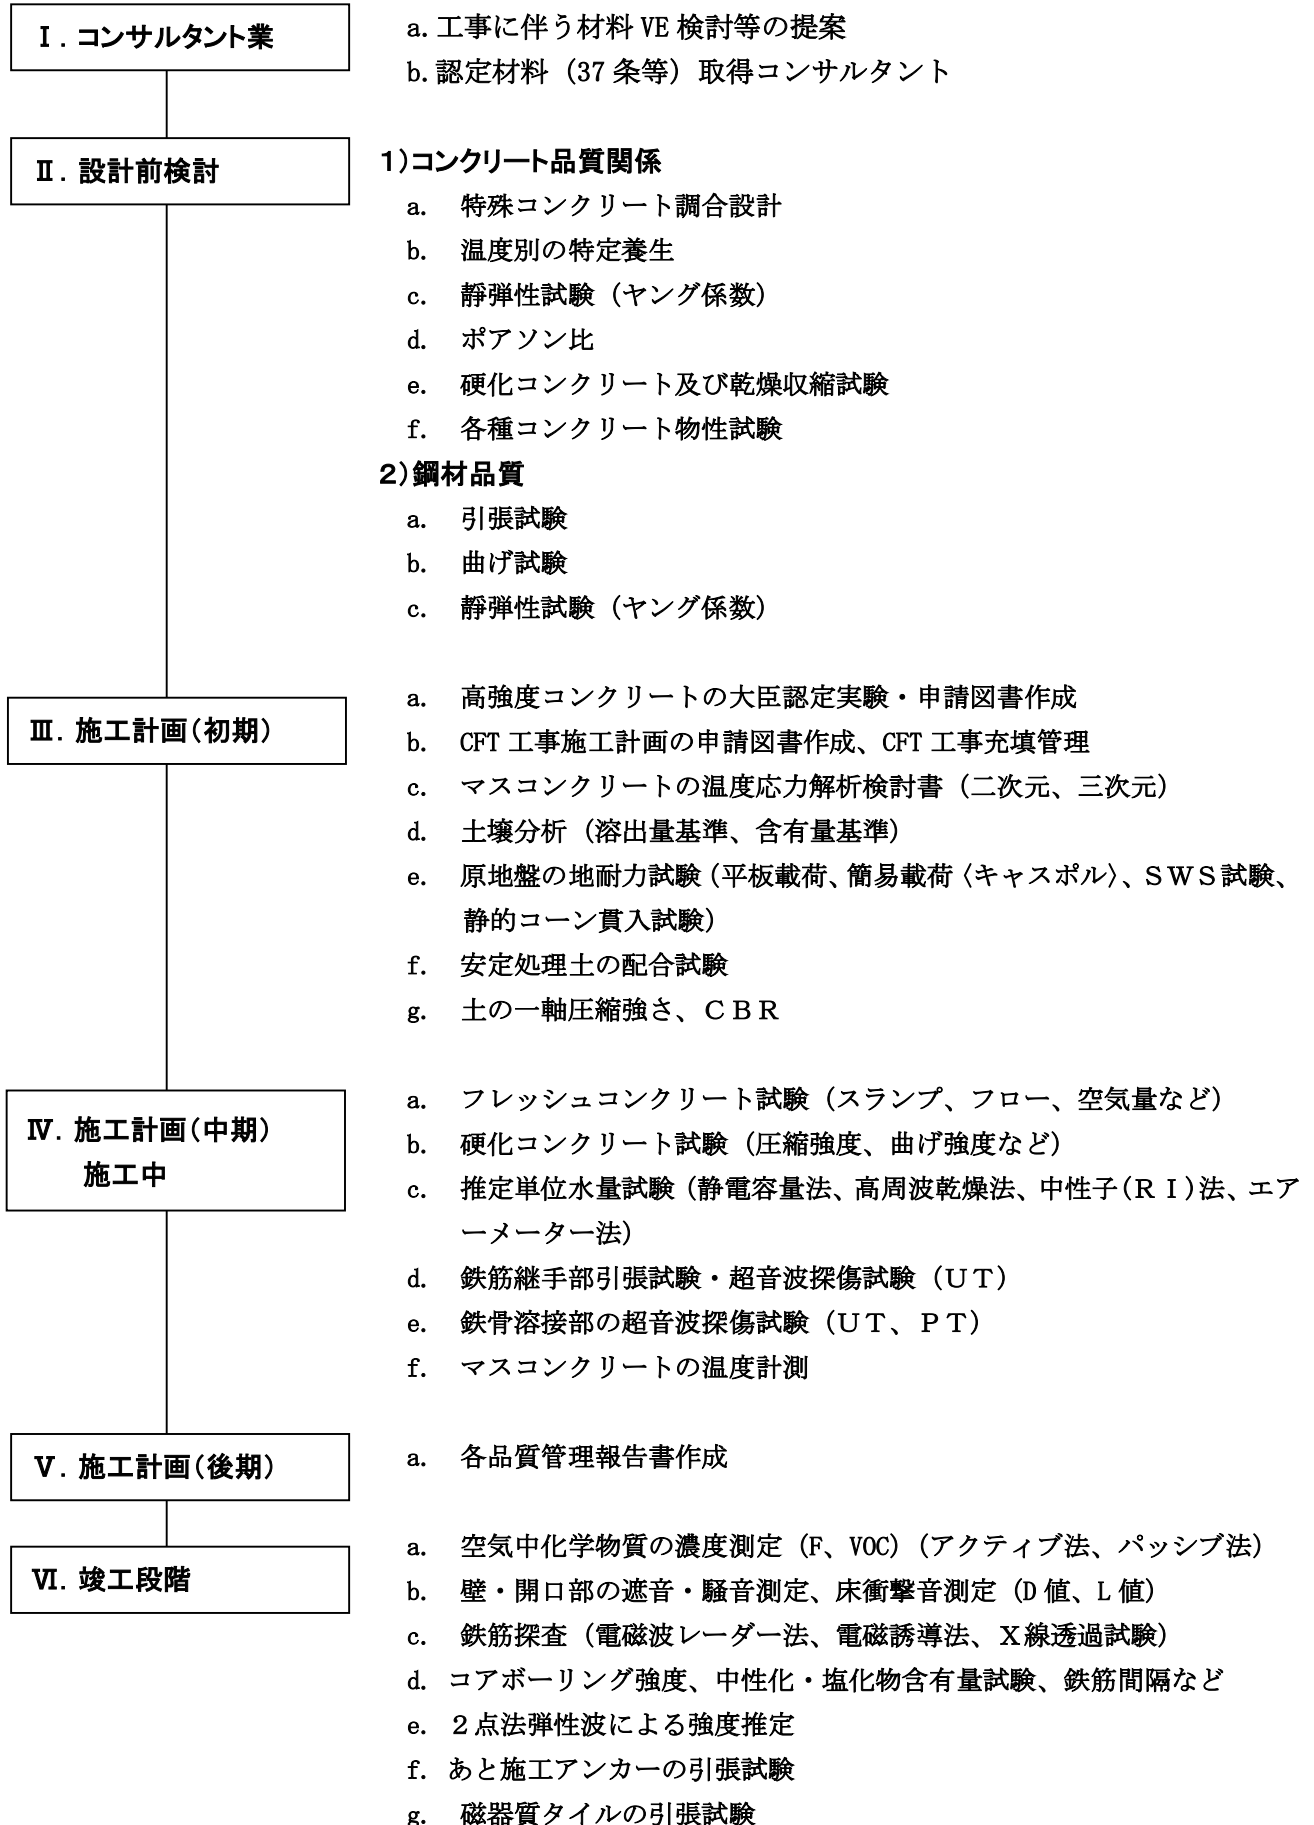 Ⅰ. コンサルタント業
a. 工事に伴う材料 VE 検討等の提案
b. 認定材料（37 条等）取得コンサルタント
Ⅱ. 設計前検討
1)コンクリート品質関係
a. 特殊コンクリート調合設計
b. 温度別の特定養生
c. 靜弾性試験（ヤング係数）
d. ポアソン比
e. 硬化コンクリート及び乾燥収縮試験
f. 各種コンクリート物性試験
2)鋼材品質
a. 引張試験
b. 曲げ試験
c. 靜弾性試験（ヤング係数）
Ⅲ. 施工計画(初期)
a. 高強度コンクリートの大臣認定実験・申請図書作成
b. CFT 工事施工計画の申請図書作成、CFT 工事充填管理
c. マスコンクリートの温度応力解析検討書（二次元、三次元）
d. 土壌分析（溶出量基準、含有量基準）
e. 原地盤の地耐力試験（平板載荷、簡易載荷〈キャスポル〉、ＳＷＳ試験、
静的コーン貫入試験）
f. 安定処理土の配合試験
g. 土の一軸圧縮強さ、ＣＢＲ
Ⅳ. 施工計画(中期)
施工中
a. フレッシュコンクリート試験（スランプ、フロー、空気量など）
b. 硬化コンクリート試験（圧縮強度、曲げ強度など）
c. 推定単位水量試験（静電容量法、高周波乾燥法、中性子(ＲＩ)法、エア
ーメーター法）
d. 鉄筋継手部引張試験・超音波探傷試験（ＵＴ）
e. 鉄骨溶接部の超音波探傷試験（ＵＴ、ＰＴ）
f. マスコンクリートの温度計測
Ⅴ. 施工計画(後期)
a. 各品質管理報告書作成
Ⅵ. 竣工段階
a. 空気中化学物質の濃度測定（F、VOC）（アクティブ法、パッシブ法）
b. 壁・開口部の遮音・騒音測定、床衝撃音測定（D 値、L 値）
c. 鉄筋探査（電磁波レーダー法、電磁誘導法、Ｘ線透過試験）
d. コアボーリング強度、中性化・塩化物含有量試験、鉄筋間隔など
e. ２点法弾性波による強度推定
f. あと施工アンカーの引張試験
g. 磁器質タイルの引張試験